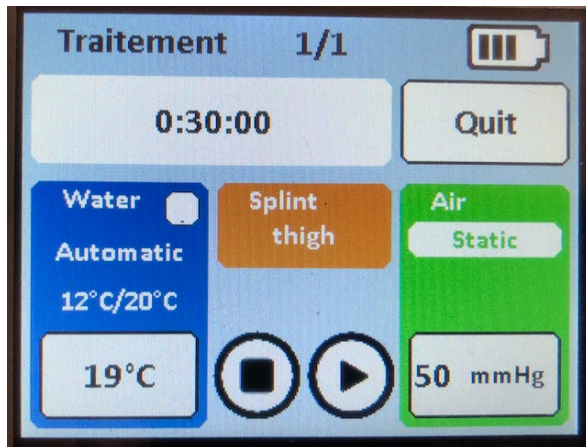 Traitement 1/1
0:30:00
Quit
Water
Automatic
12°C/20°C
19°C
Splint
thigh
Air
Static
50 mmHg